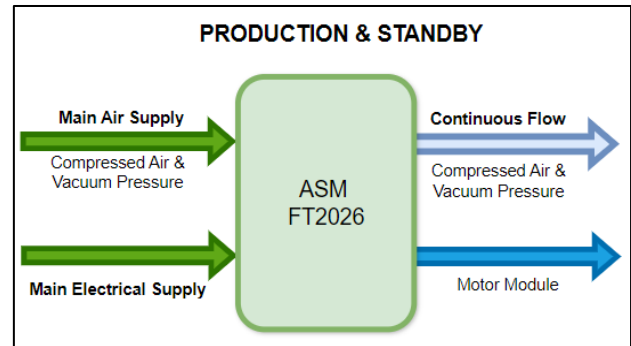 PRODUCTION & STANDBY
Main Air Supply
Compressed Air &
Vacuum Pressure
Main Electrical Supply
ASM
FT2026
Continuous Flow
Compressed Air &
Vacuum Pressure
Motor Module